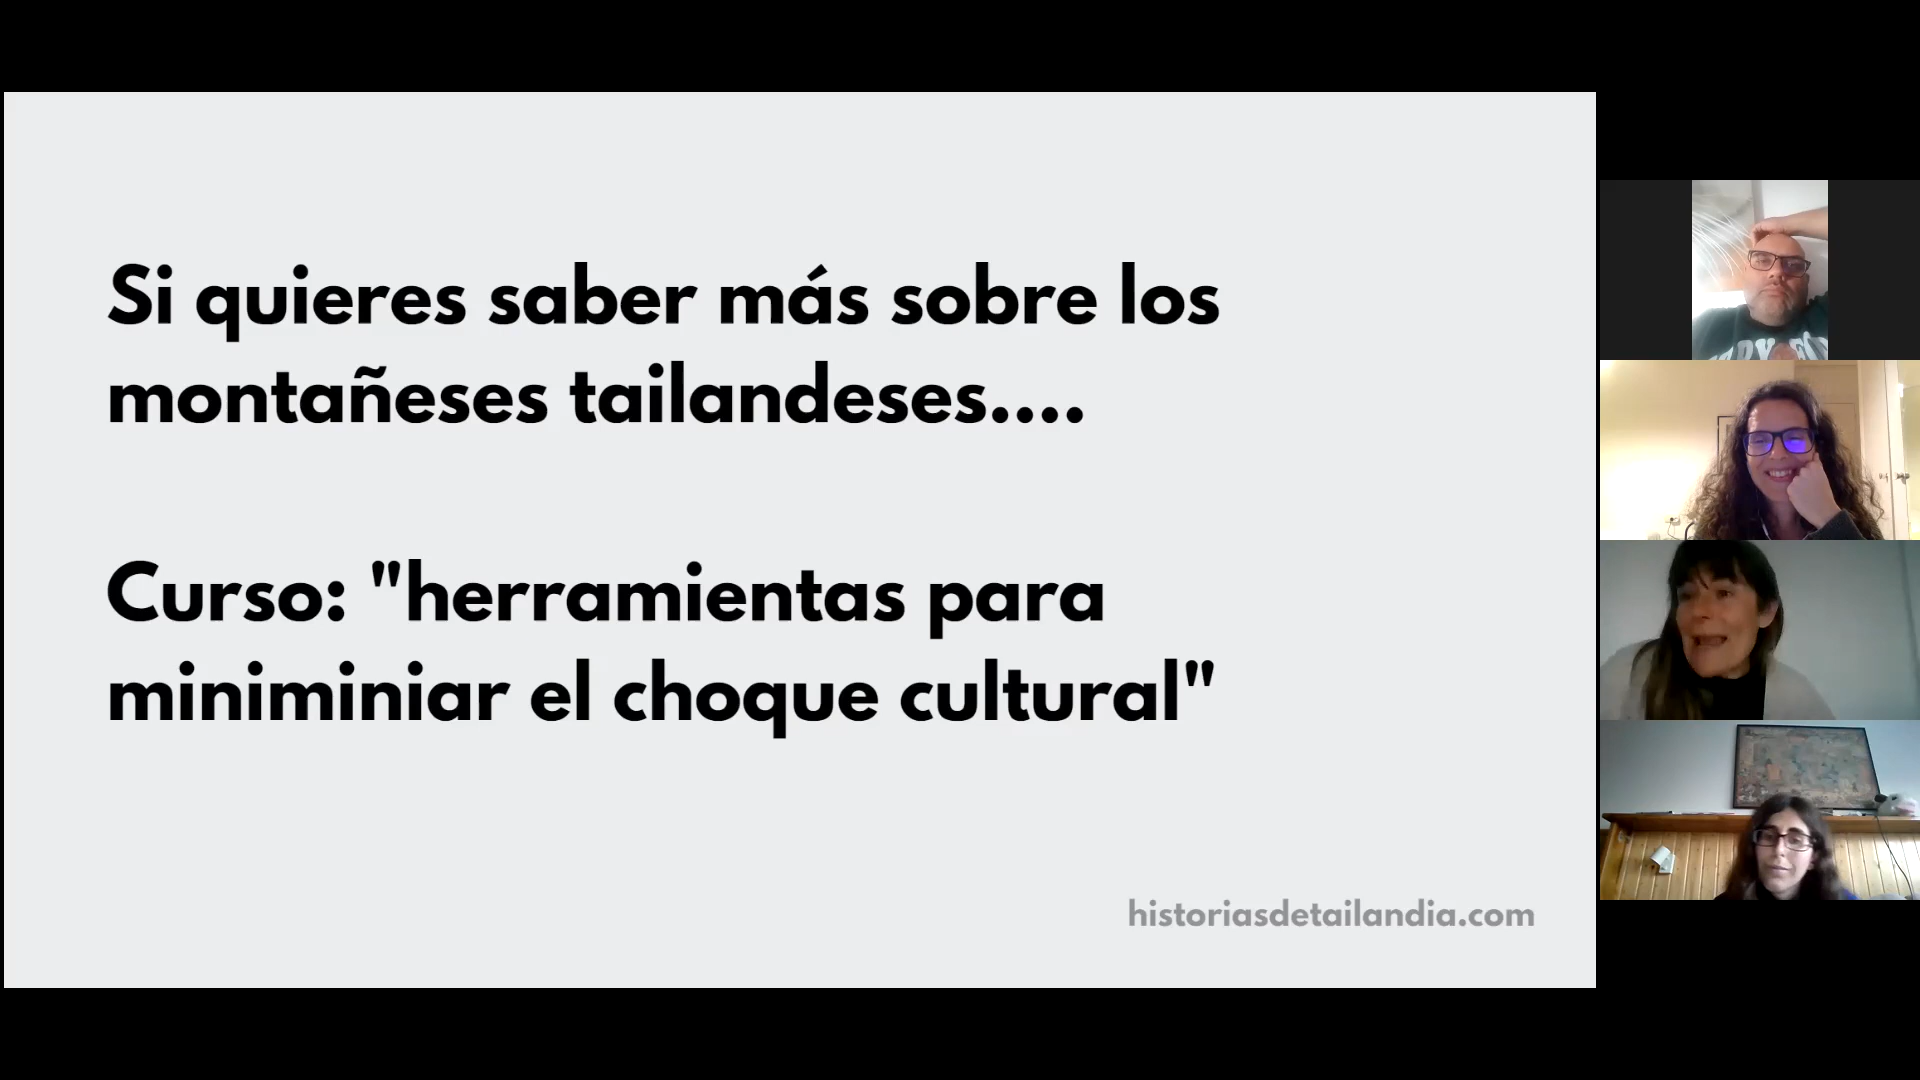 Si quieres saber más sobre los
montañeses tailandeses....
Curso: "herramientas para
miniminiar el choque cultural"
historiasdetailandia.com